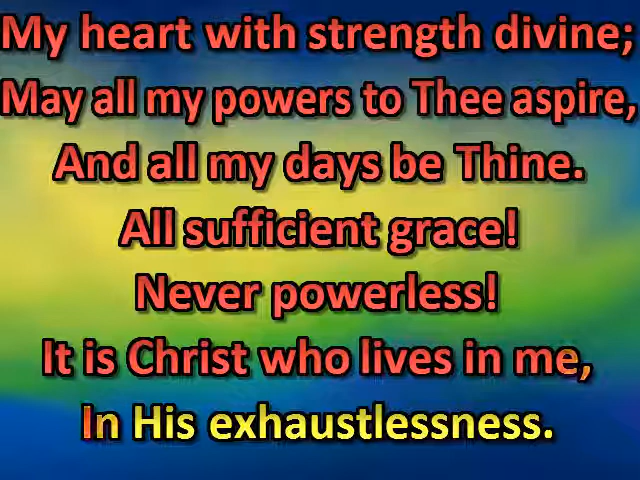 My heart with strength divine;
May all my powers to Thee aspire,
And all my days be Thine.
All sufficient grace!
Never powerless!
It is Christ who lives in me,
In His exhaustlessness.